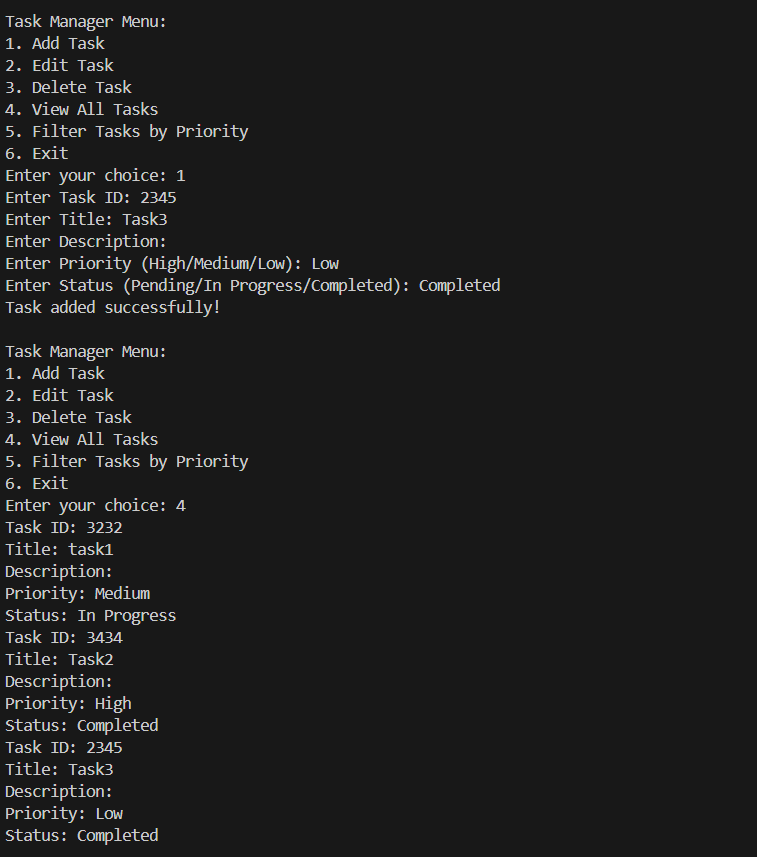 Task Manager Menu:
1. Add Task
2. Edit Task
3. Delete Task
4. View All Tasks
5. Filter Tasks by Priority
6. Exit
Enter your choice: 1
Enter Task ID: 2345
Enter Title: Task3
Enter Description:
Enter Priority (High/Medium/Low): Low
Enter Status (Pending/In Progress/Completed): Completed
Task added successfully!

Task Manager Menu:
1. Add Task
2. Edit Task
3. Delete Task
4. View All Tasks
5. Filter Tasks by Priority
6. Exit
Enter your choice: 4
Task ID: 3232
Title: task1
Description:
Priority: Medium
Status: In Progress
Task ID: 3434
Title: Task2
Description:
Priority: High
Status: Completed
Task ID: 2345
Title: Task3
Description:
Priority: Low
Status: Completed